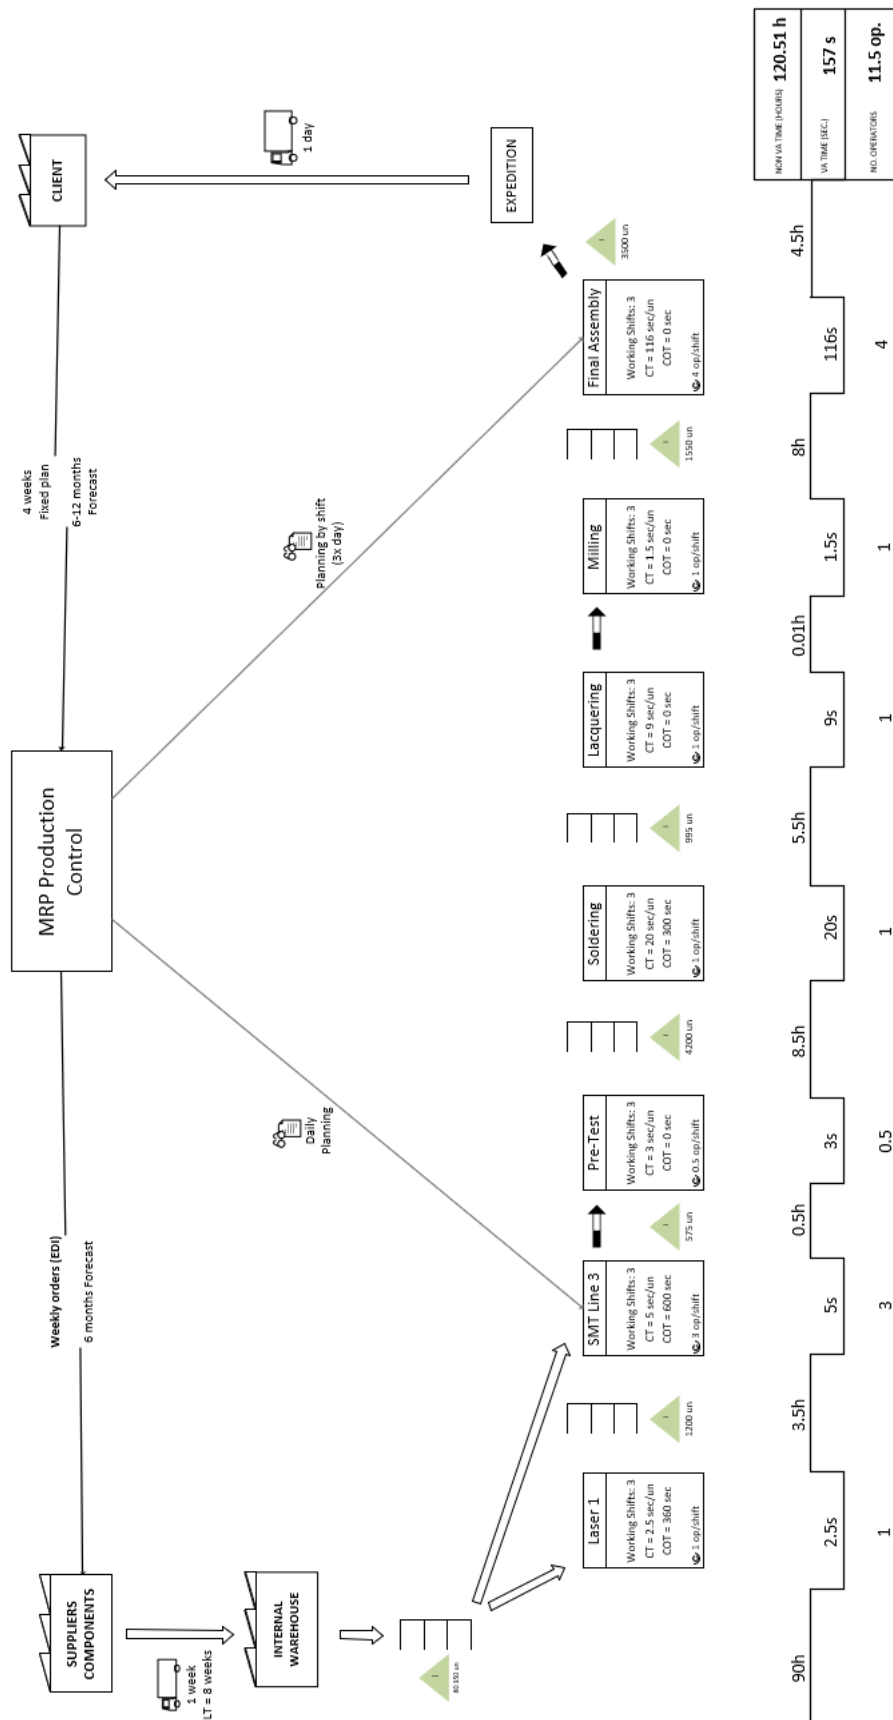 SUPPLIERS
COMPONENTS
1 week
LT = 8 weeks
INTERNAL
WAREHOUSE
Weekly orders (EDI)
6 months Forecast
MRP Production
Control
4 weeks
Fixed plan
6-12 months
Forecast
CLIENT
1 day
EXPEDITION
Daily
Planning
Planning by shift
(3x day)
I
I
1200 un
I
575 un
I
4200 un
I
995 un
I
1550 un
I
3500 un
Laser 1
Working Shifts: 3
CT = 2.5 sec/un
COT = 360 sec
1 op/shift
SMT Line 3
Working Shifts: 3
CT = 5 sec/un
COT = 600 sec
3 op/shift
Pre-Test
Working Shifts: 3
CT = 3 sec/un
COT = 0 sec
0.5 op/shift
Soldering
Working Shifts: 3
CT = 20 sec/un
COT = 300 sec
1 op/shift
Lacquering
Working Shifts: 3
CT = 9 sec/un
COT = 0 sec
1 op/shift
Milling
Working Shifts: 3
CT = 1.5 sec/un
COT = 0 sec
1 op/shift
Final Assembly
Working Shifts: 3
CT = 116 sec/un
COT = 0 sec
4 op/shift
90h 3.5h 0.5h 8.5h 5.5h 0.01h 8h 4.5h
2.5s 5s 3s 20s 9s 1.5s 116s
1 3 0.5 1 1 1 4
NON VA TIME (HOURS) 120.51 h
VA TIME (SEC.) 157 s
NO. OPERATORS 11.5 op.